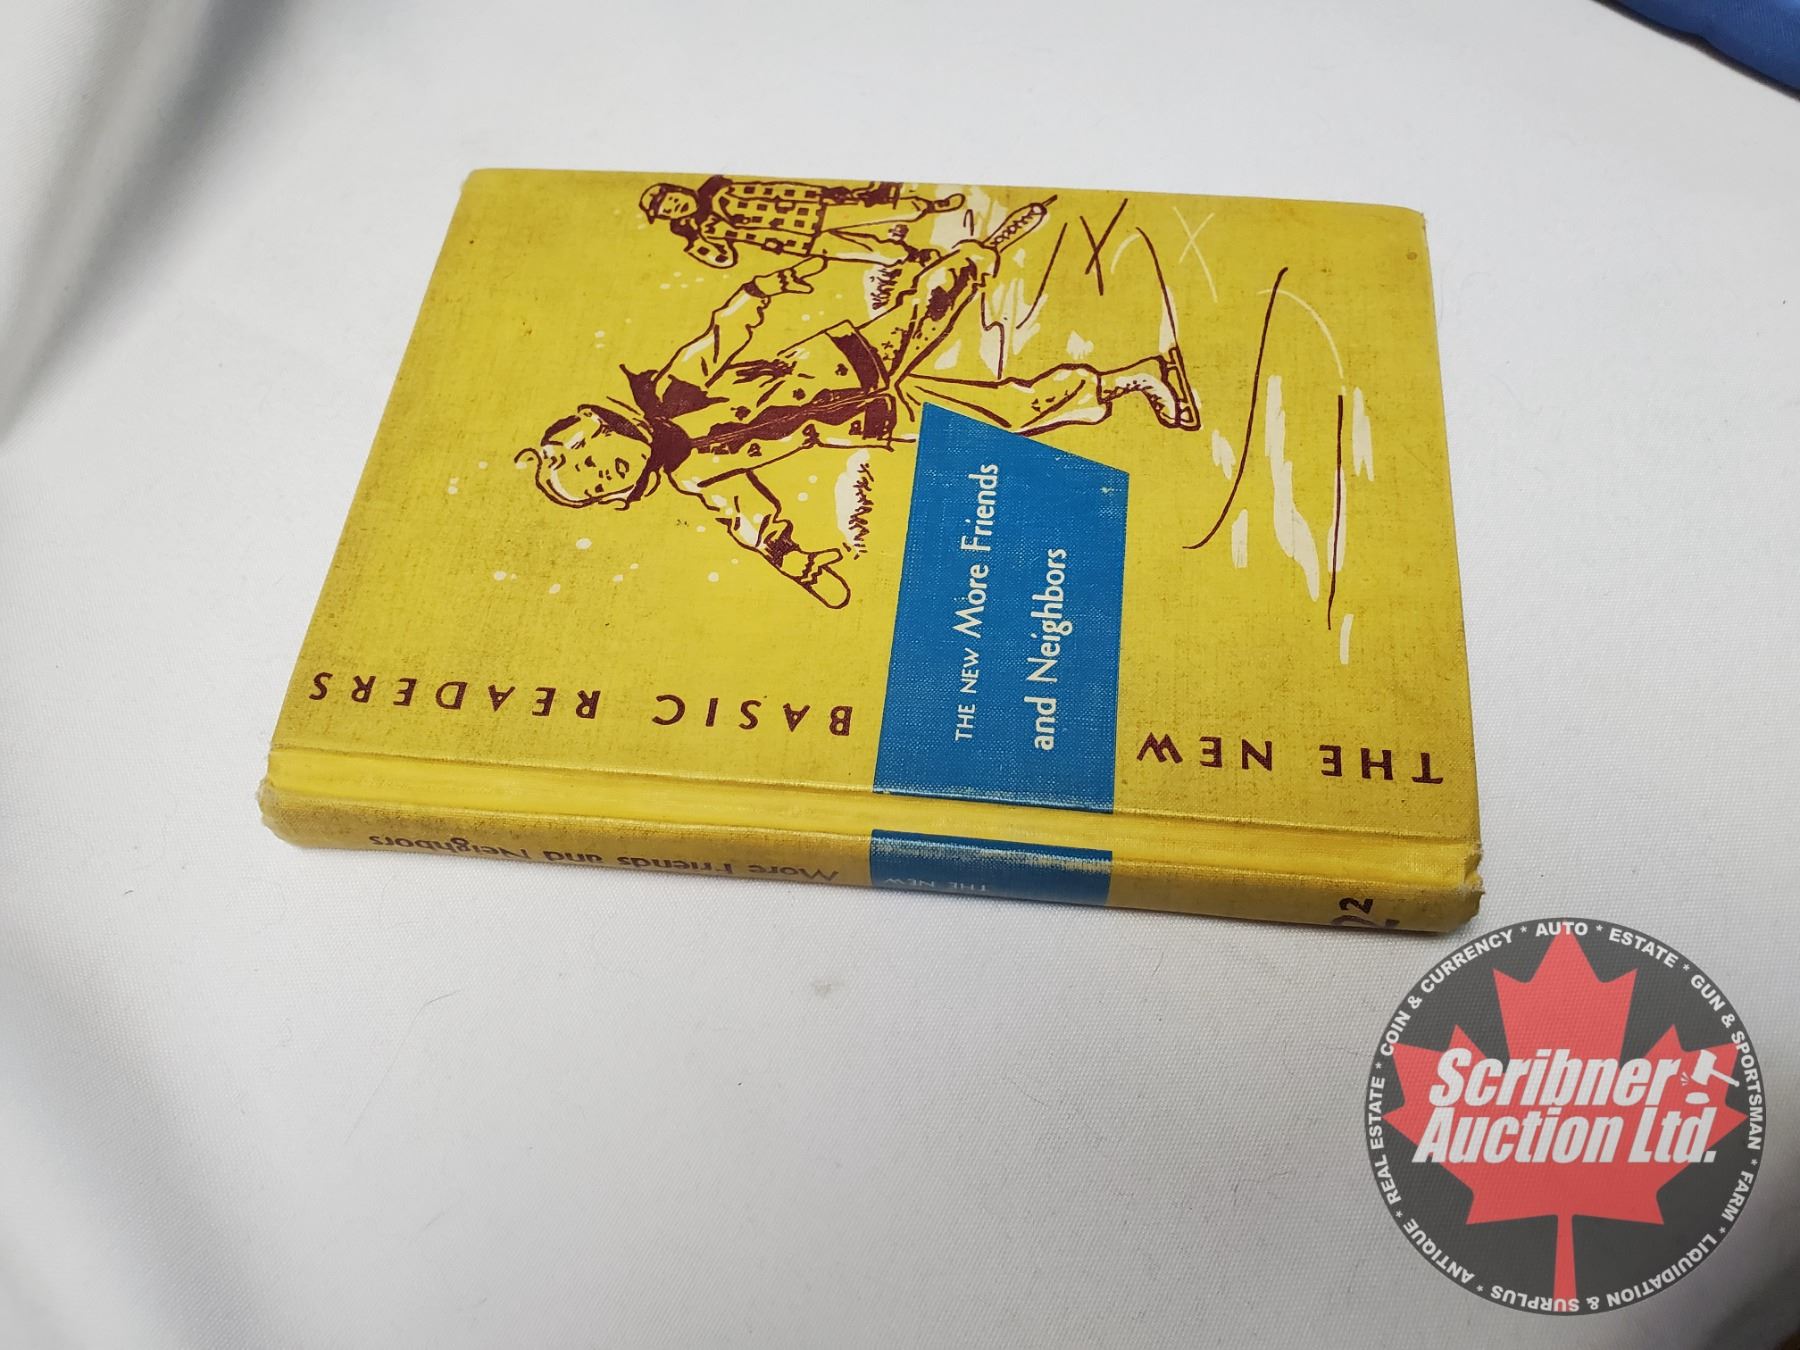 THE NEW
BASIC READERS
THE NEW More Friends
and Neighbors
THE NEW
More Friends and Neighbors
2²
Scribner
Auction Ltd.
COIN & CURRENCY * AUTO * ESTATE * GUN & SPORTSMAN * FARM * LIQUIDATION & SURPLUS * ANTIQUE * REAL ESTATE *